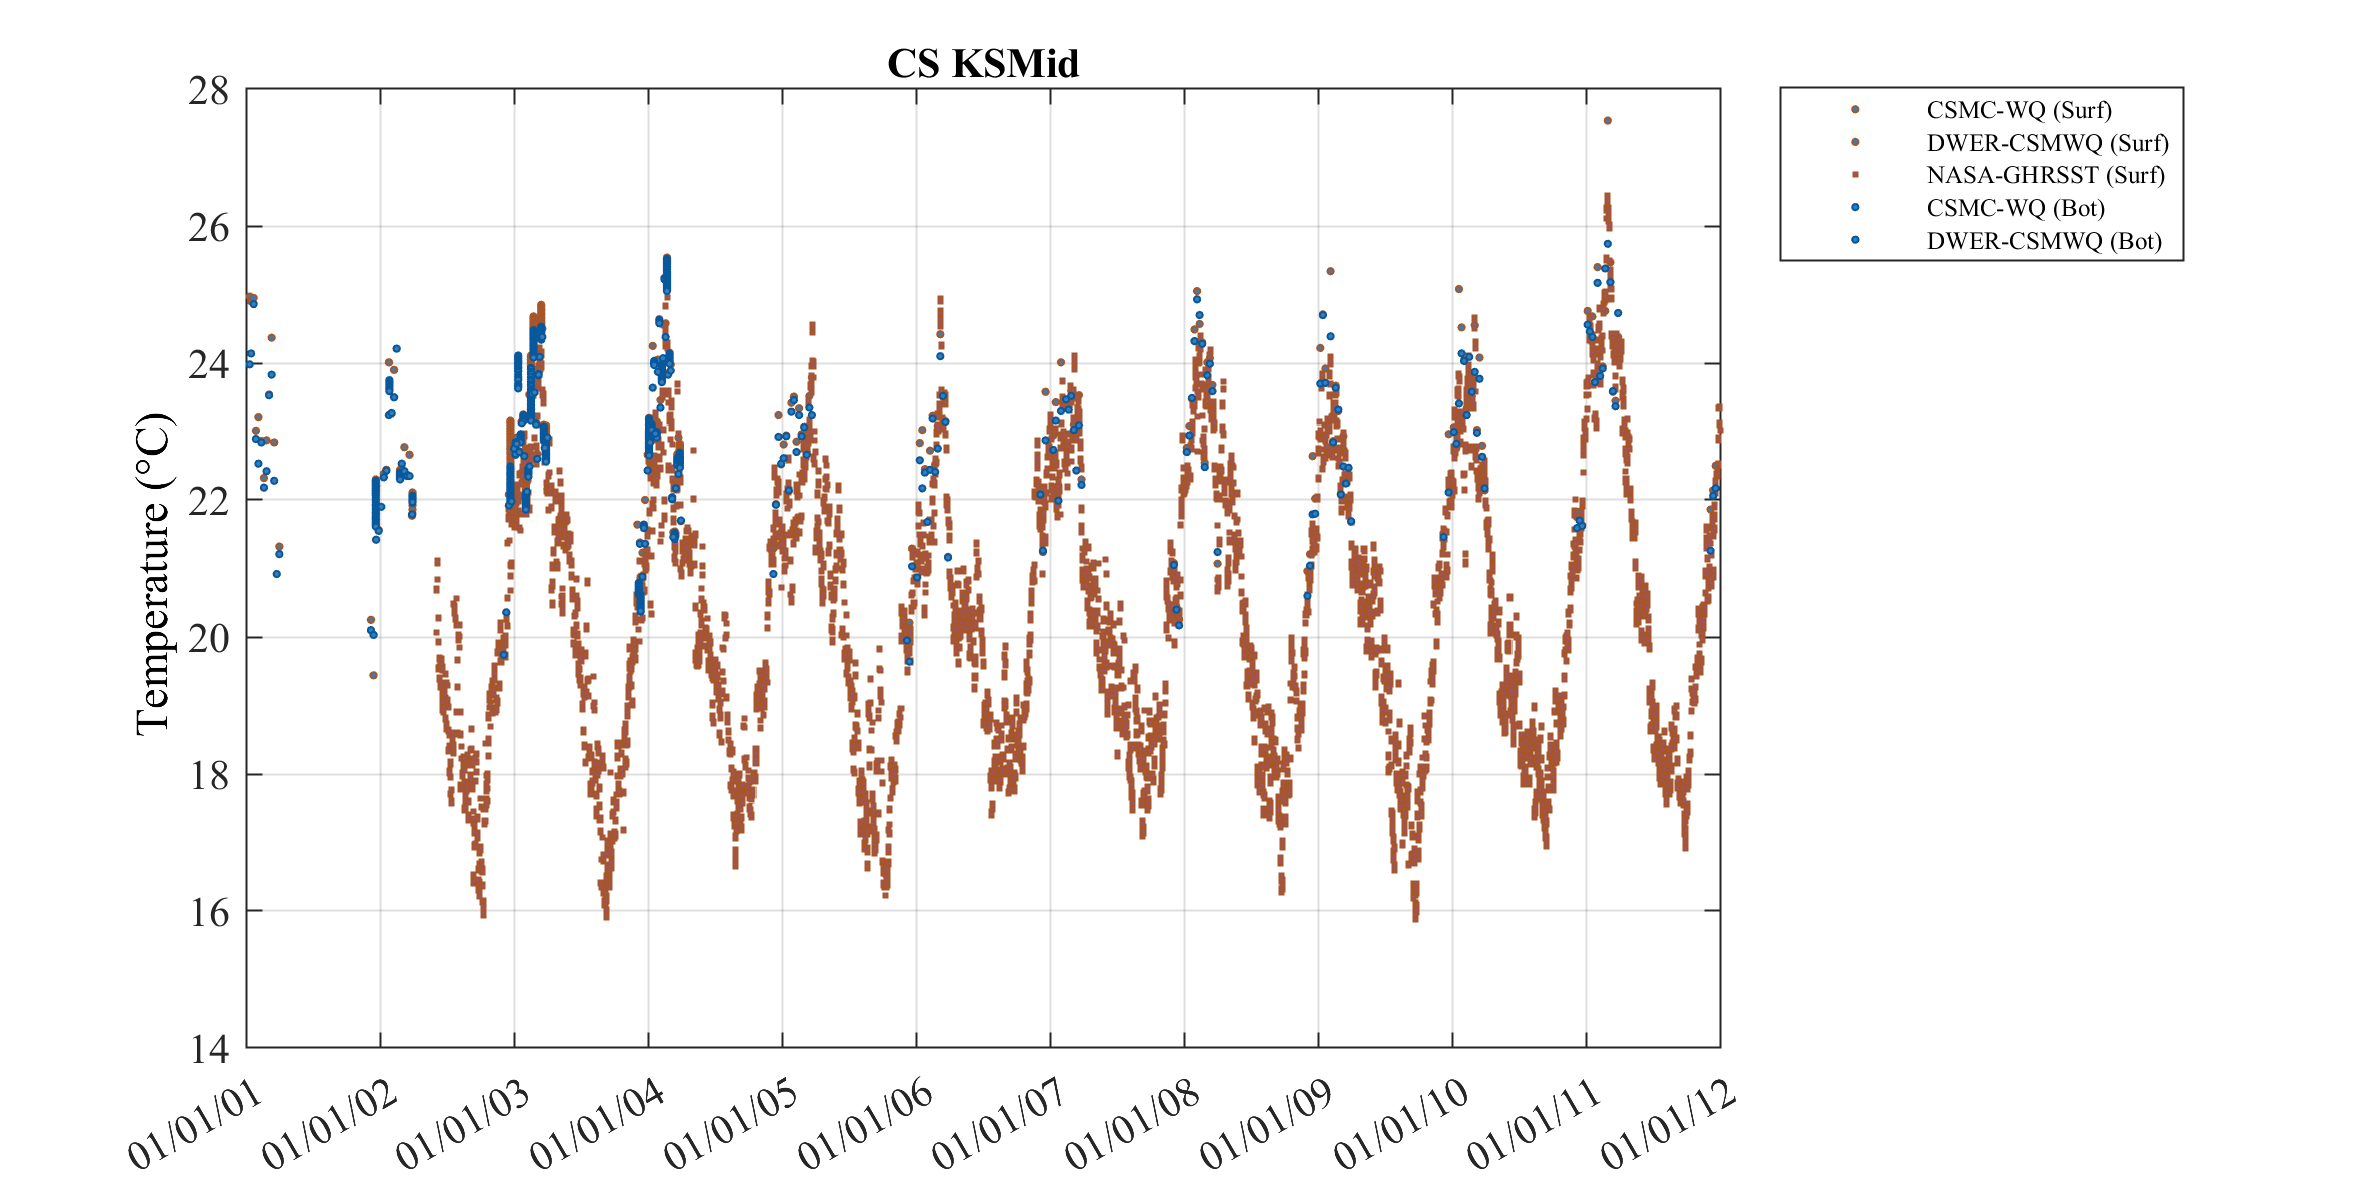 CS KSMid
28
26
24
22
20
18
16
14
Temperature (°C)
01/01/01
01/01/02
01/01/03
01/01/04
01/01/05
01/01/06
01/01/07
01/01/08
01/01/09
01/01/10
01/01/11
01/01/12
CSMC-WQ (Surf)
DWER-CSMWQ (Surf)
NASA-GHRSST (Surf)
CSMC-WQ (Bot)
DWER-CSMWQ (Bot)